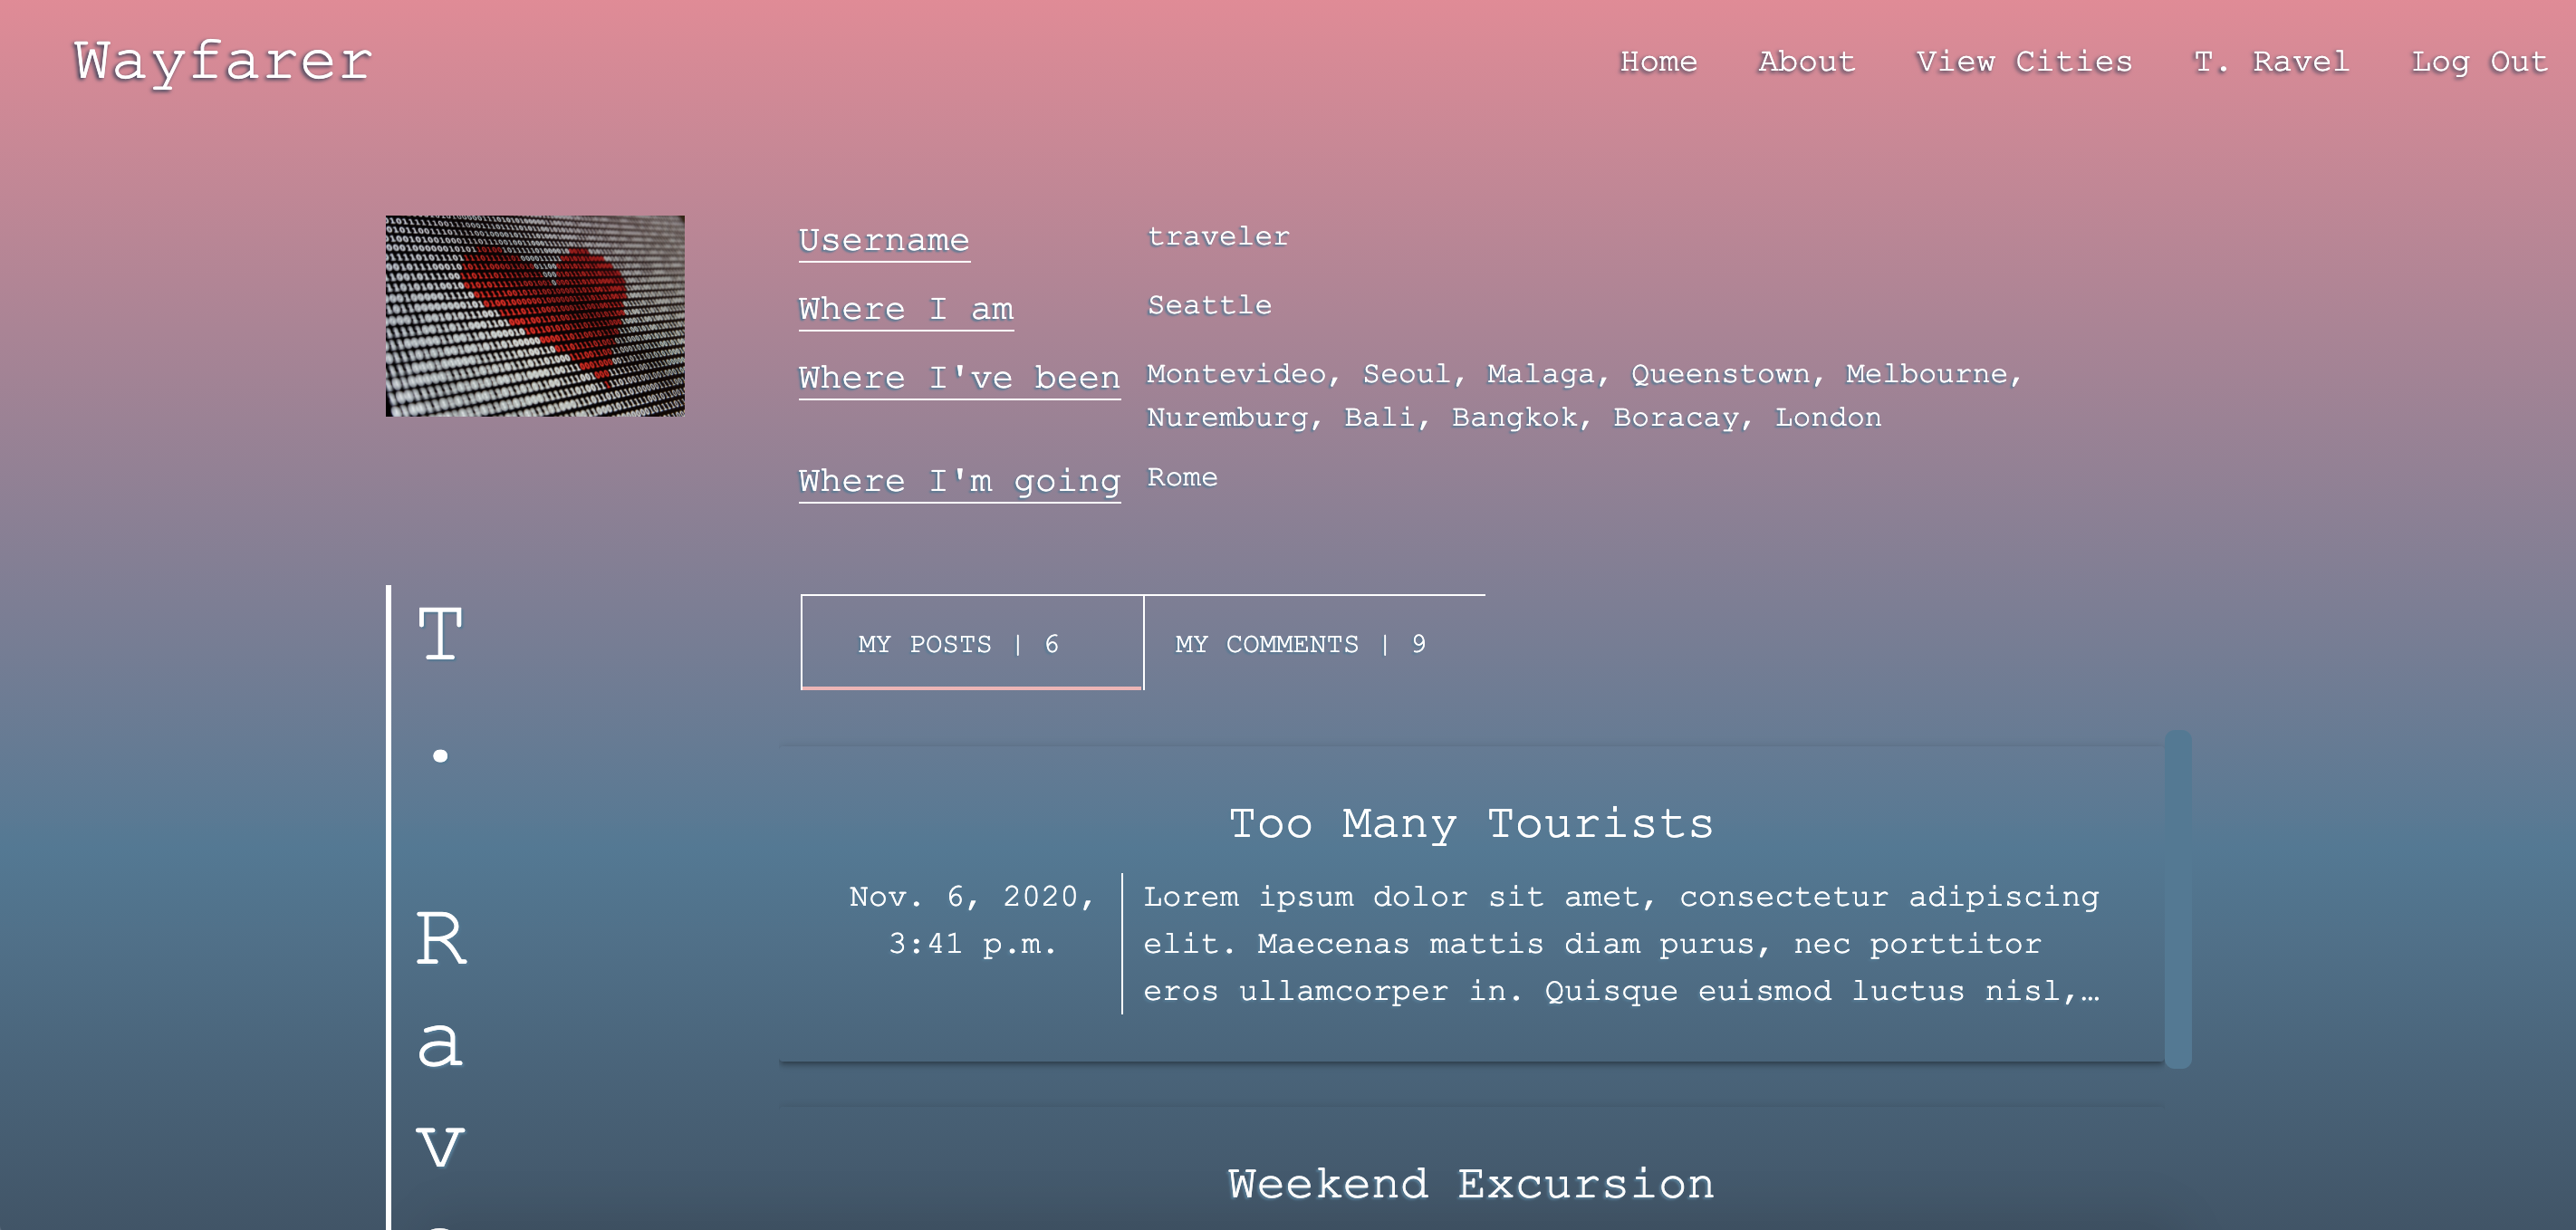 Wayfarer
Home About View Cities T. Ravel Log Out
Username traveler
Where I am Seattle
Where I've been Montevideo, Seoul, Malaga, Queenstown, Melbourne,
Nuremburg, Bali, Bangkok, Boracay, London
Where I'm going Rome
T. Rav
MY POSTS | 6 MY COMMENTS | 9
Too Many Tourists
Nov. 6, 2020,
3:41 p.m.
Lorem ipsum dolor sit amet, consectetur adipiscing
elit. Maecenas mattis diam purus, nec porttitor
eros ullamcorper in. Quisque euismod luctus nisl,…
Weekend Excursion